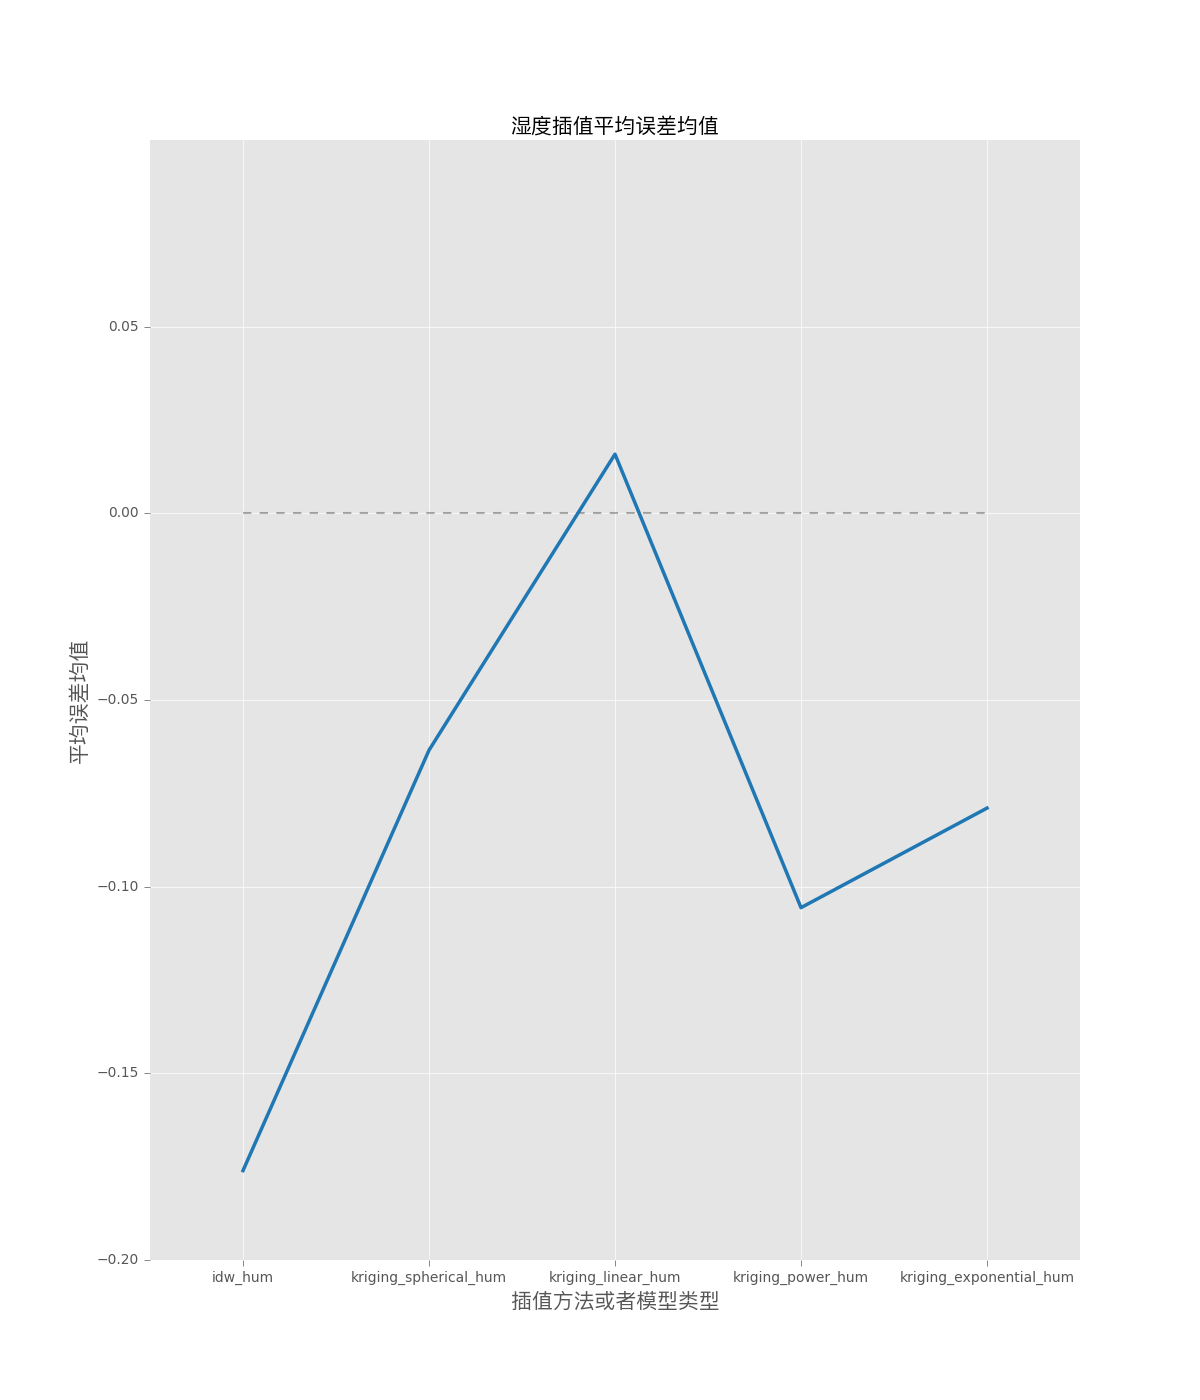 湿度插值平均误差均值
0.05
0.00
−0.05
−0.10
−0.15
−0.20
平均误差均值
idw_hum
kriging_spherical_hum
kriging_linear_hum
kriging_power_hum
kriging_exponential_hum
插值方法或者模型类型